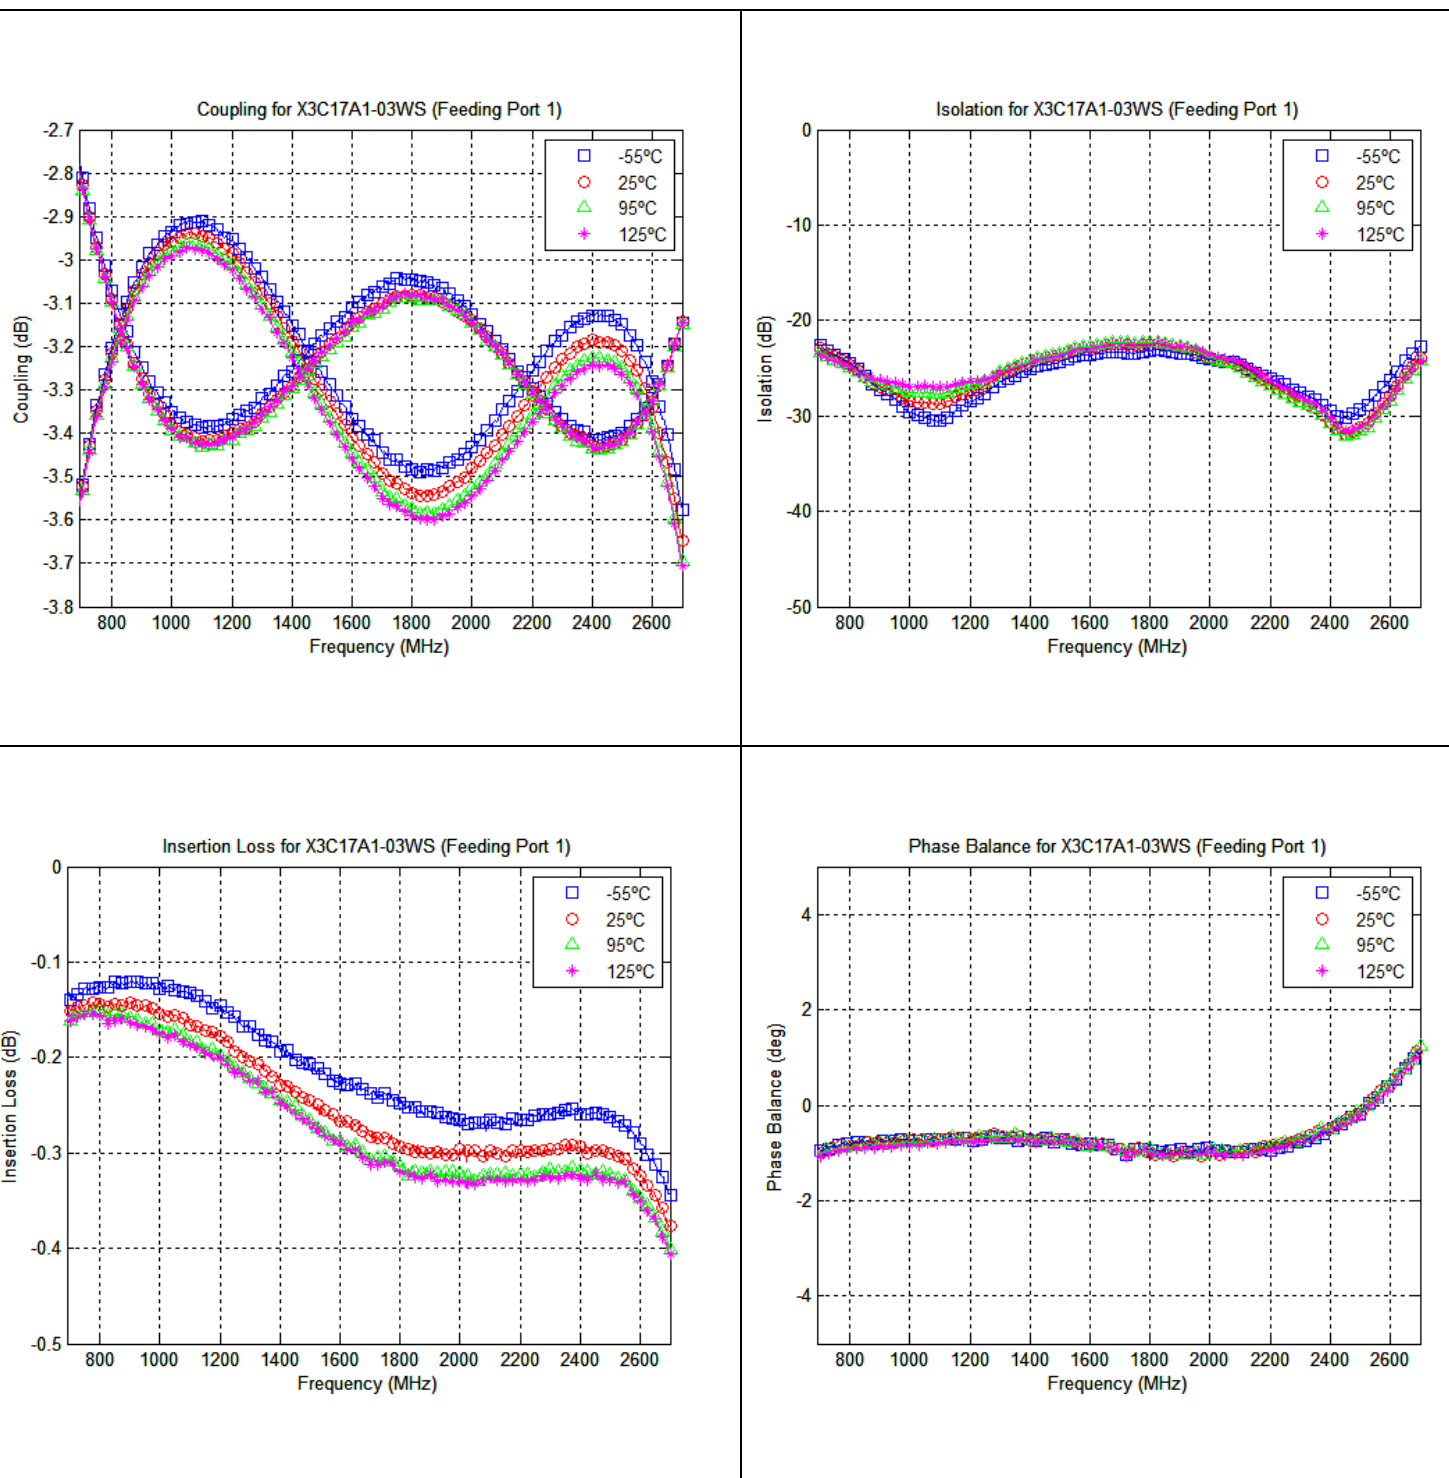 Coupling for X3C17A1-03WS (Feeding Port 1)
-2.7
-2.8
-2.9
-3
-3.1
-3.2
-3.3
-3.4
-3.5
-3.6
-3.7
-3.8
Coupling (dB)
-55ºC
25ºC
95ºC
125ºC
800 1000 1200 1400 1600 1800 2000 2200 2400 2600
Frequency (MHz)
Isolation for X3C17A1-03WS (Feeding Port 1)
0
-10
-20
-30
-40
-50
Isolation (dB)
-55ºC
25ºC
95ºC
125ºC
800 1000 1200 1400 1600 1800 2000 2200 2400 2600
Frequency (MHz)
Insertion Loss for X3C17A1-03WS (Feeding Port 1)
0
-0.1
-0.2
-0.3
-0.4
-0.5
Insertion Loss (dB)
-55ºC
25ºC
95ºC
125ºC
800 1000 1200 1400 1600 1800 2000 2200 2400 2600
Frequency (MHz)
Phase Balance for X3C17A1-03WS (Feeding Port 1)
4
2
0
-2
-4
Phase Balance (deg)
-55ºC
25ºC
95ºC
125ºC
800 1000 1200 1400 1600 1800 2000 2200 2400 2600
Frequency (MHz)